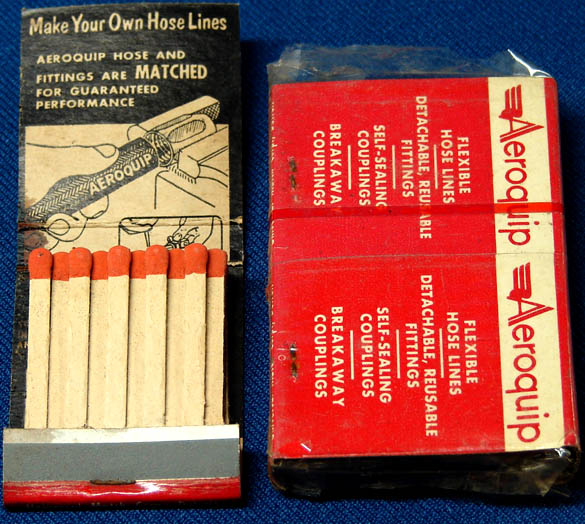 Make Your Own Hose Lines
AEROQUIP HOSE AND
FITTINGS ARE MATCHED
FOR GUARANTEED
PERFORMANCE
AEROQUIP
Aeroquip
FLEXIBLE
HOSE LINES
DETACHABLE, REUSABLE
FITTINGS
SELF-SEALING
COUPLINGS
BREAKAWA
COUPLINGS
Aeroquip
FLEXIBLE
HOSE LINES
DETACHABLE, REUSABLE
FITTINGS
SELF-SEALING
COUPLINGS
BREAKAWAY
COUPLINGS